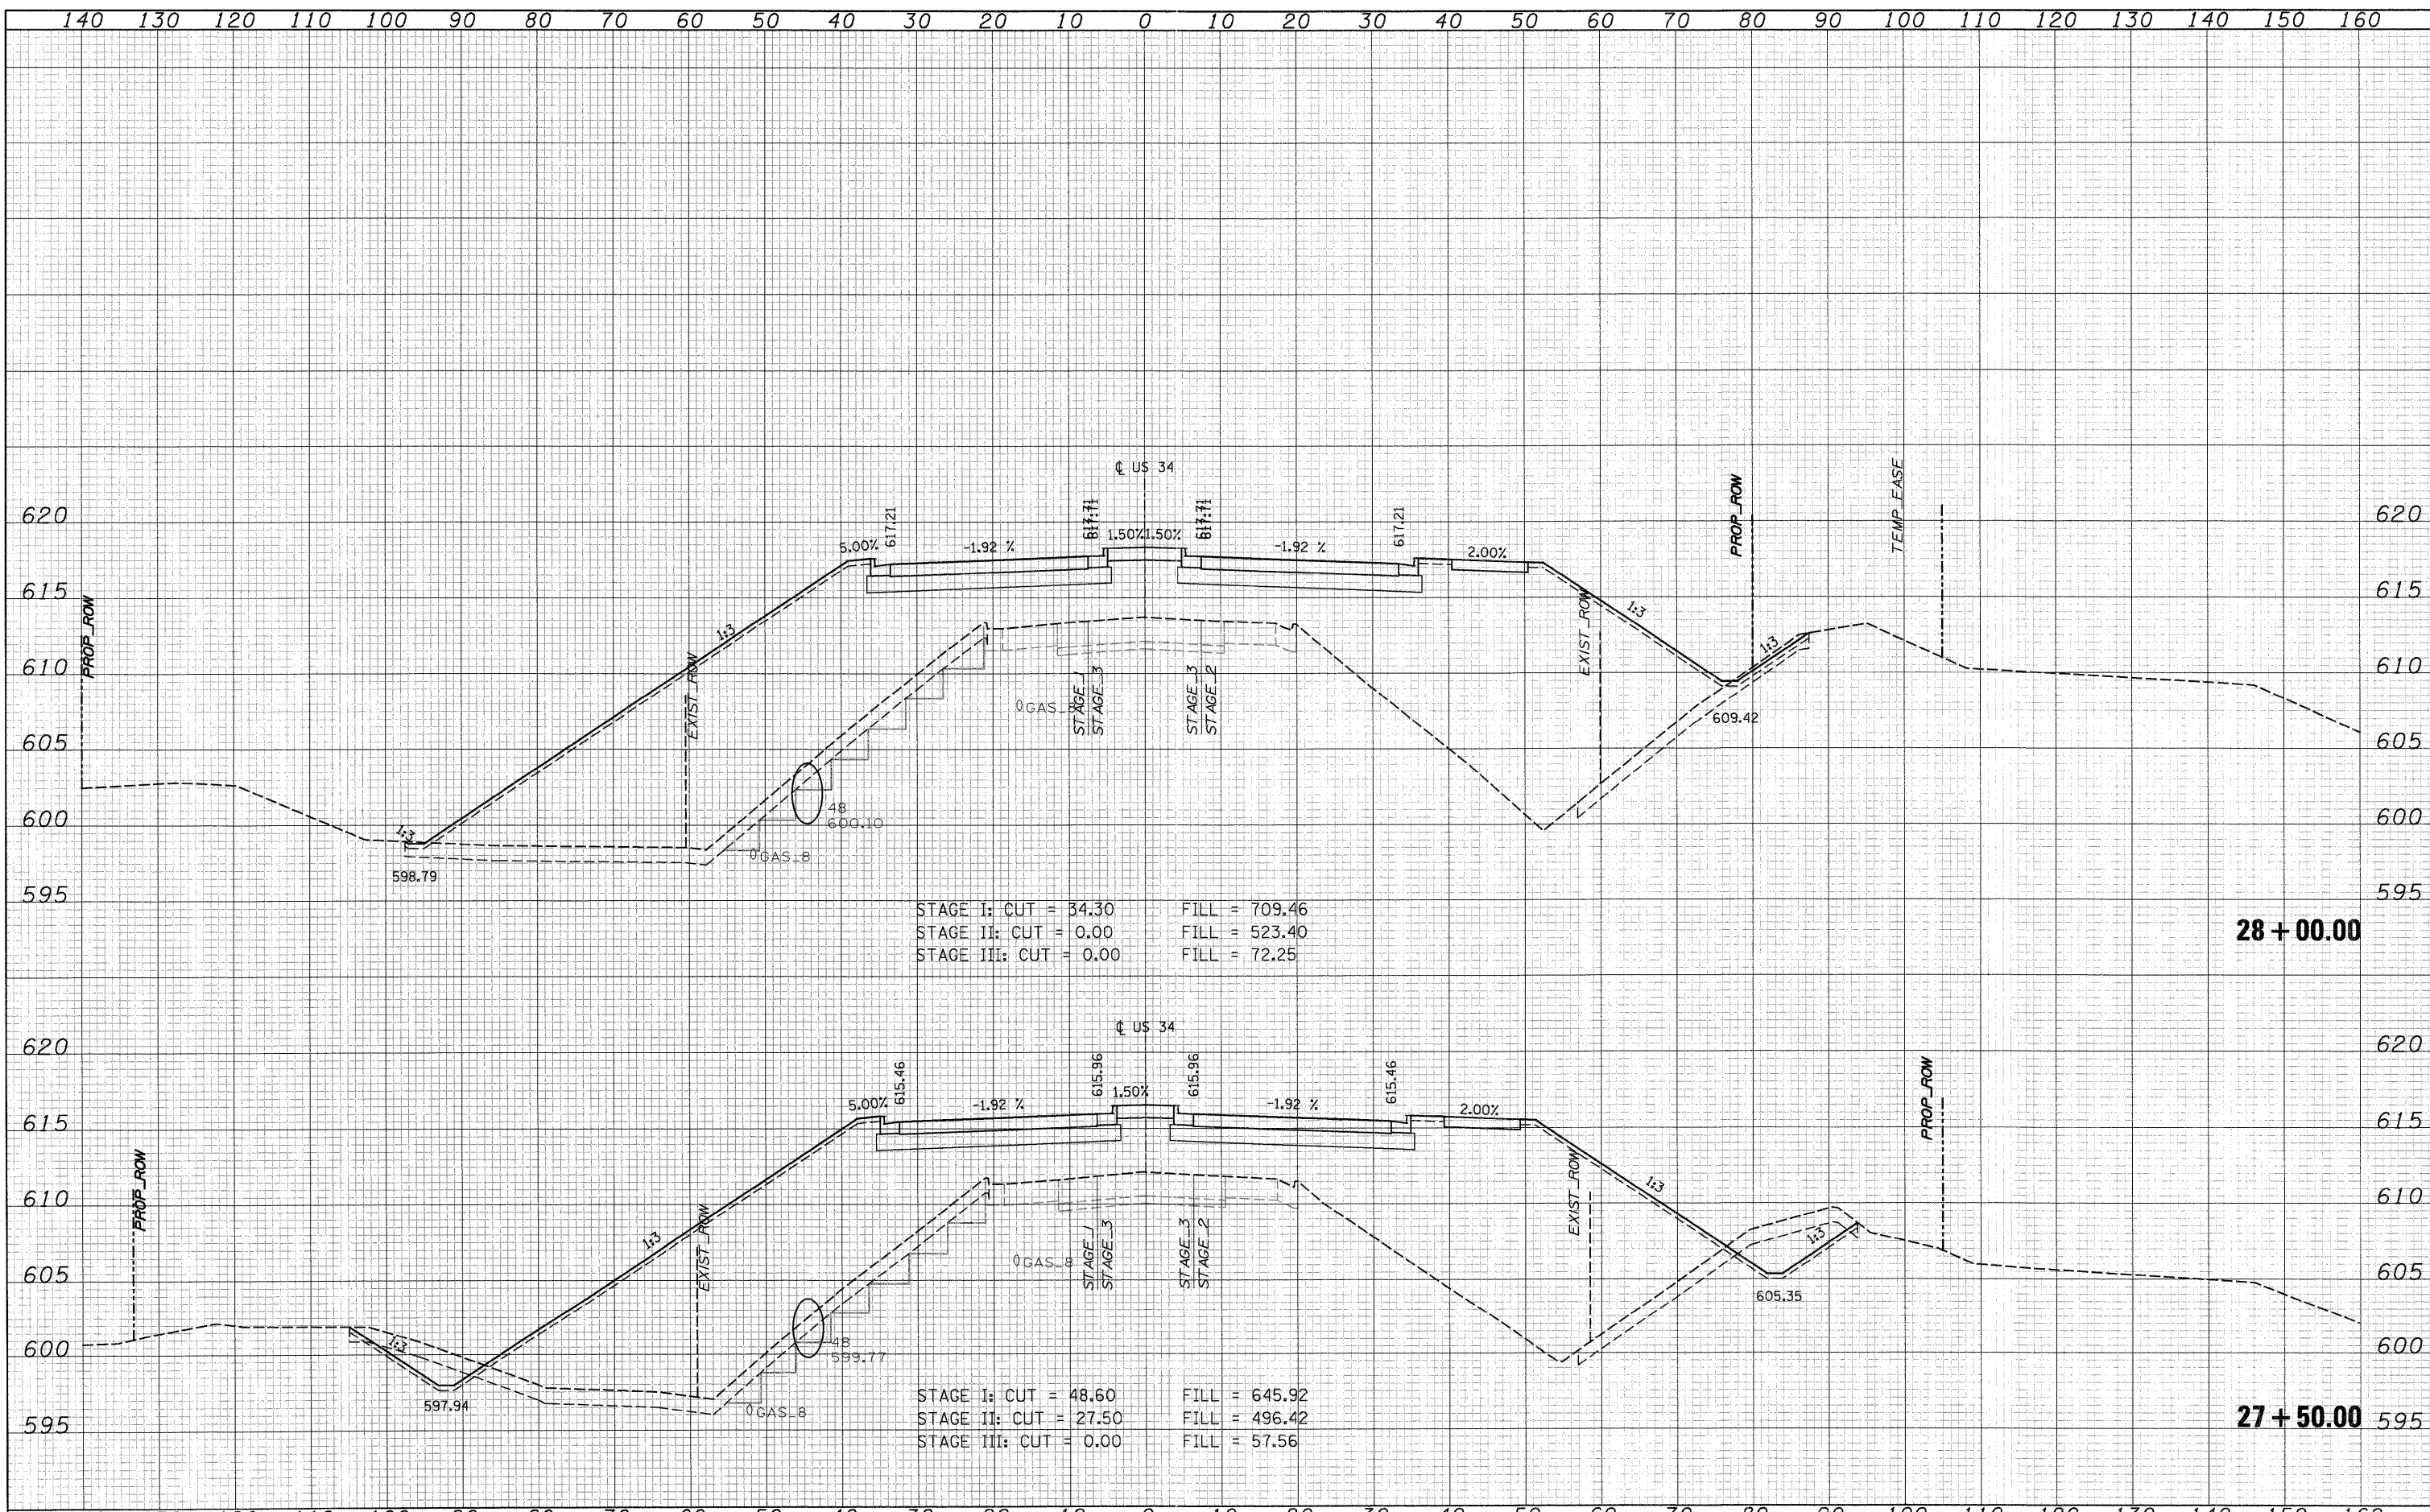 140 130 120 110 100 90 80 70 60 50 40 30 20 10 0 10 20 30 40 50 60 70 80 90 100 110 120 130 140 150 160
℄ US 34
PROP_ROW
TEMP_EASE
620
617.21
617.71
617.71
617.21
620
5.00%
-1.92 %
1.50%
1.50%
-1.92 %
2.00%
615
PROP_ROW
1:3
EXIST_ROW
1:3
1:3
615
610
EXIST_ROW
610
STAGE_1
STAGE_3
STAGE_3
STAGE_2
GAS_8
609.42
605
605
48
600.10
600
1:3
GAS_8
600
598.79
595
595
STAGE I: CUT = 34.30 FILL = 709.46
STAGE II: CUT = 0.00 FILL = 523.40
STAGE III: CUT = 0.00 FILL = 72.25
28+00.00
℄ US 34
620
615.46
615.96
615.96
615.46
PROP_ROW
620
5.00%
-1.92 %
1.50%
-1.92 %
2.00%
615
615
PROP_ROW
1:3
EXIST_ROW
EXIST_ROW
1:3
610
610
STAGE_1
STAGE_3
STAGE_3
STAGE_2
GAS_8
1:3
605
605
605.35
48
599.77
600
1:3
600
597.94
GAS_8
STAGE I: CUT = 48.60 FILL = 645.92
STAGE II: CUT = 27.50 FILL = 496.42
STAGE III: CUT = 0.00 FILL = 57.56
595
27+50.00
595